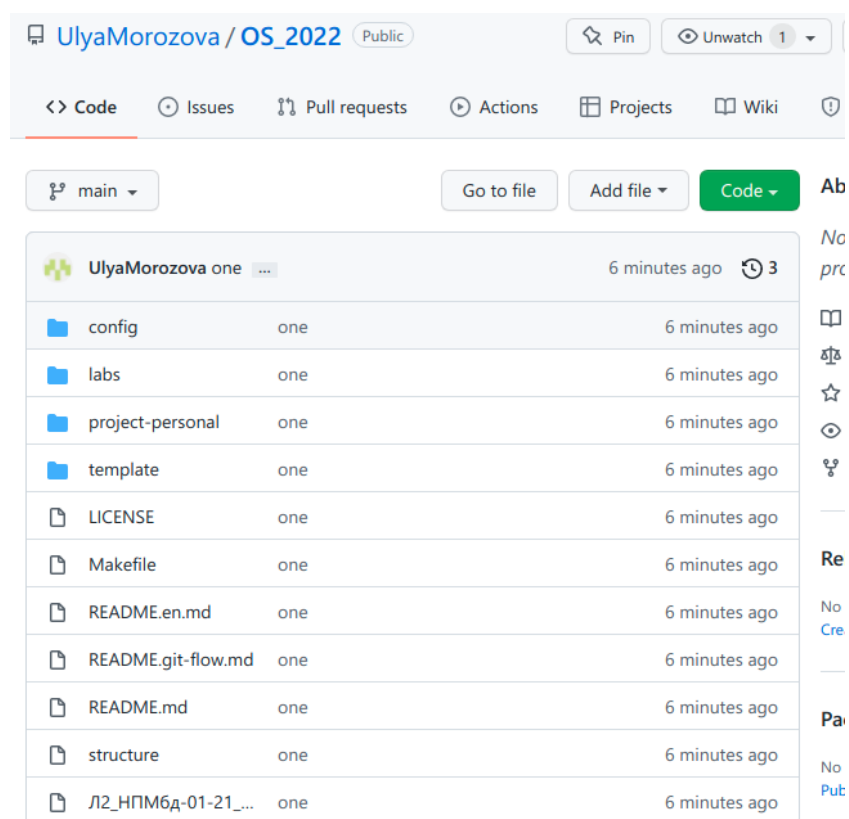 UlyaMorozova / OS_2022 Public Pin Unwatch 1
Code Issues Pull requests Actions Projects Wiki
main Go to file Add file Code
UlyaMorozova one ... 6 minutes ago 3
config one 6 minutes ago
labs one 6 minutes ago
project-personal one 6 minutes ago
template one 6 minutes ago
LICENSE one 6 minutes ago
Makefile one 6 minutes ago
README.en.md one 6 minutes ago
README.git-flow.md one 6 minutes ago
No
README.md one 6 minutes ago
structure one 6 minutes ago
No
Л2_НПМбд-01-21_... one 6 minutes ago